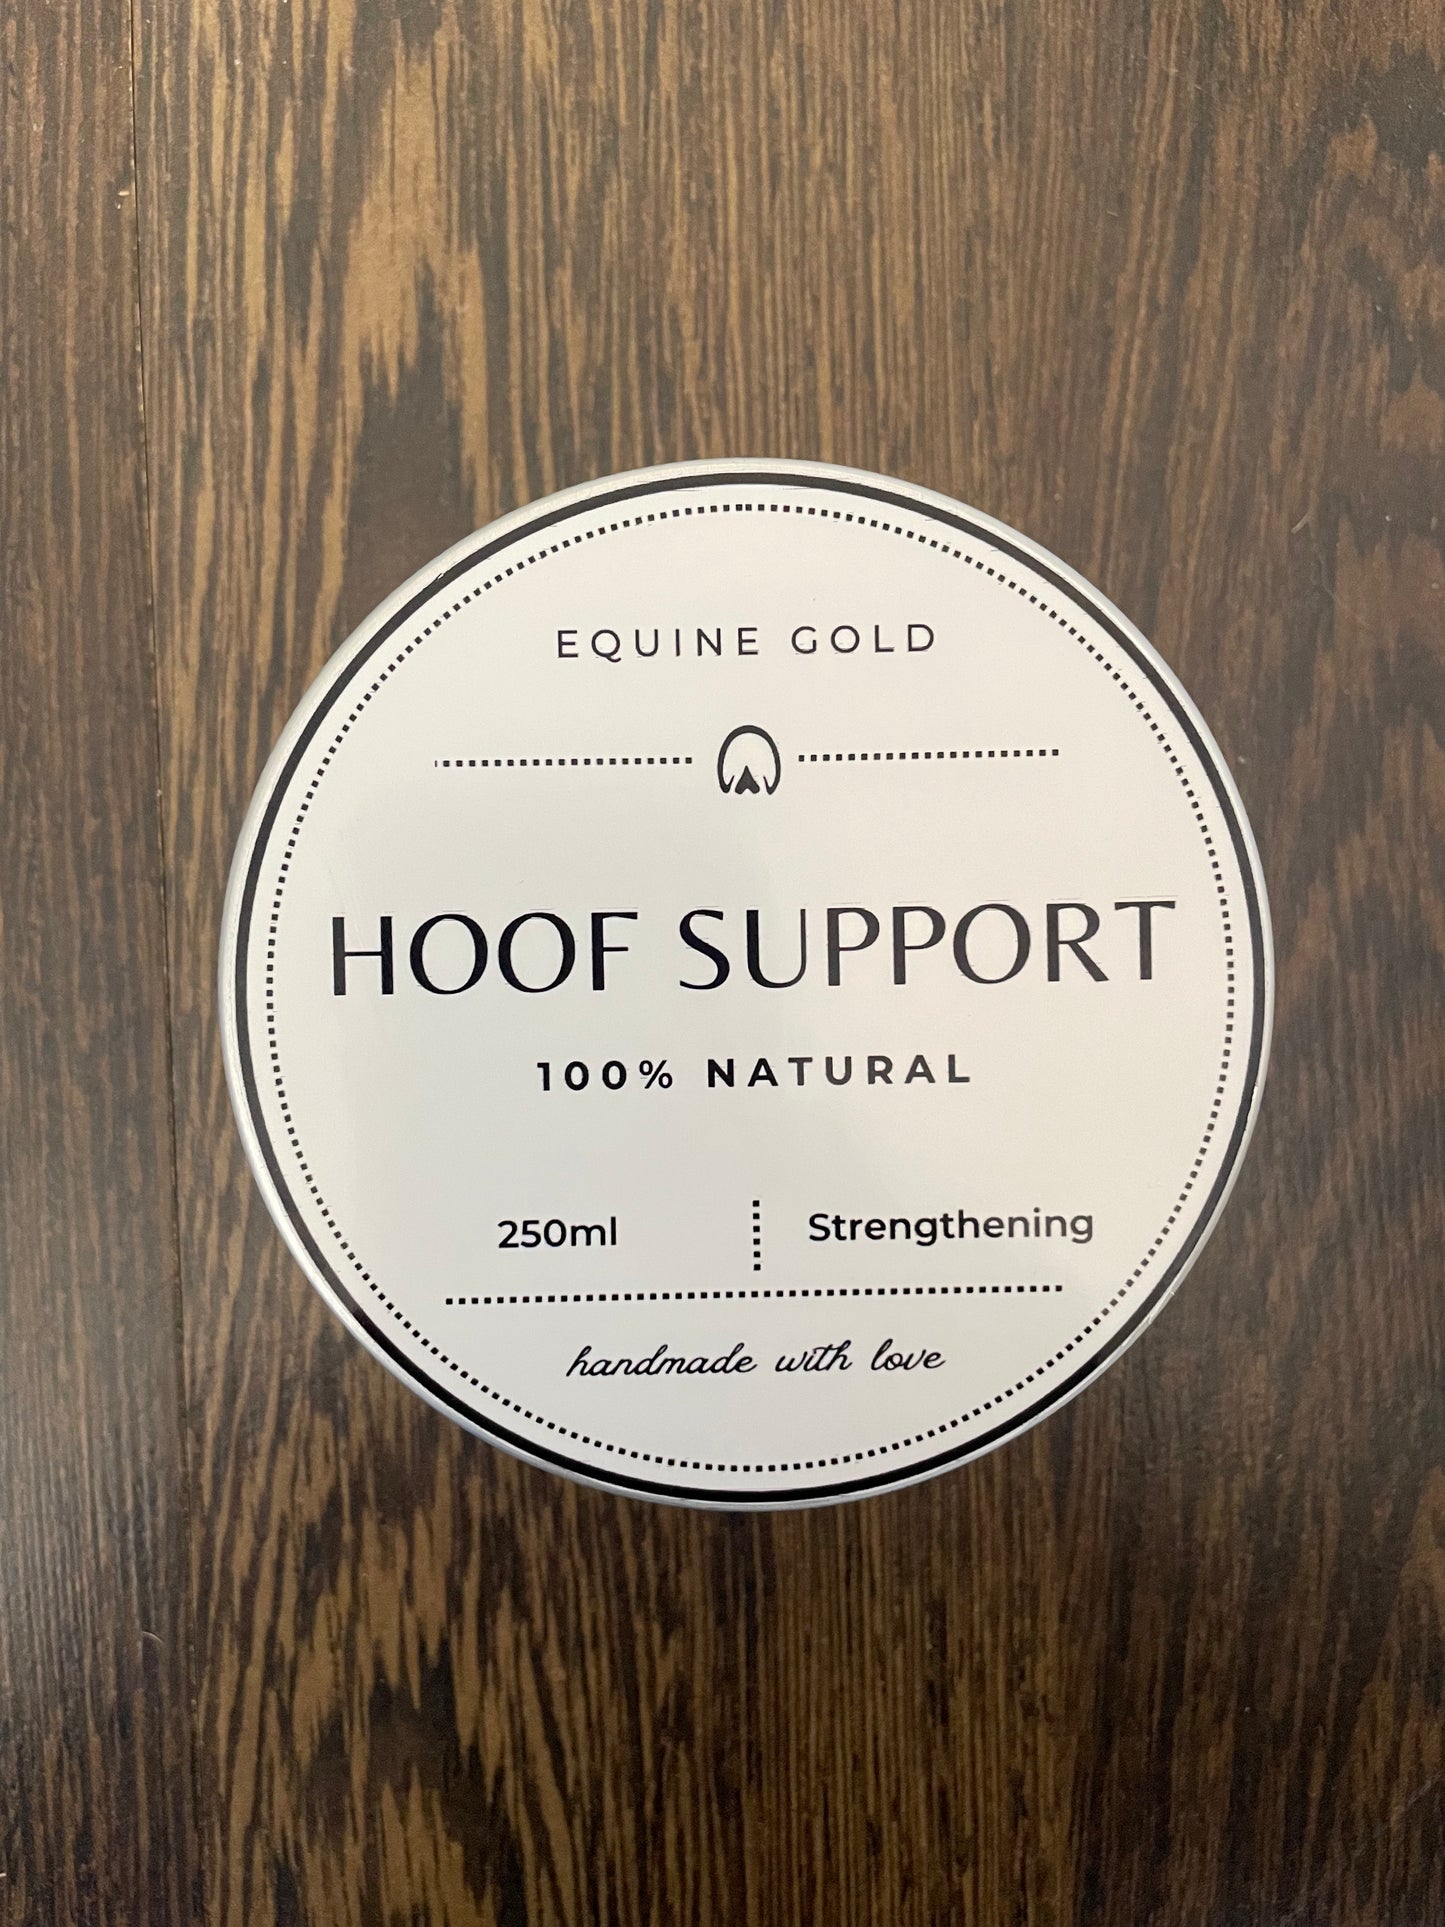 EQUINE GOLD
HOOF SUPPORT
100% NATURAL
250ml
Strengthening
handmade with love